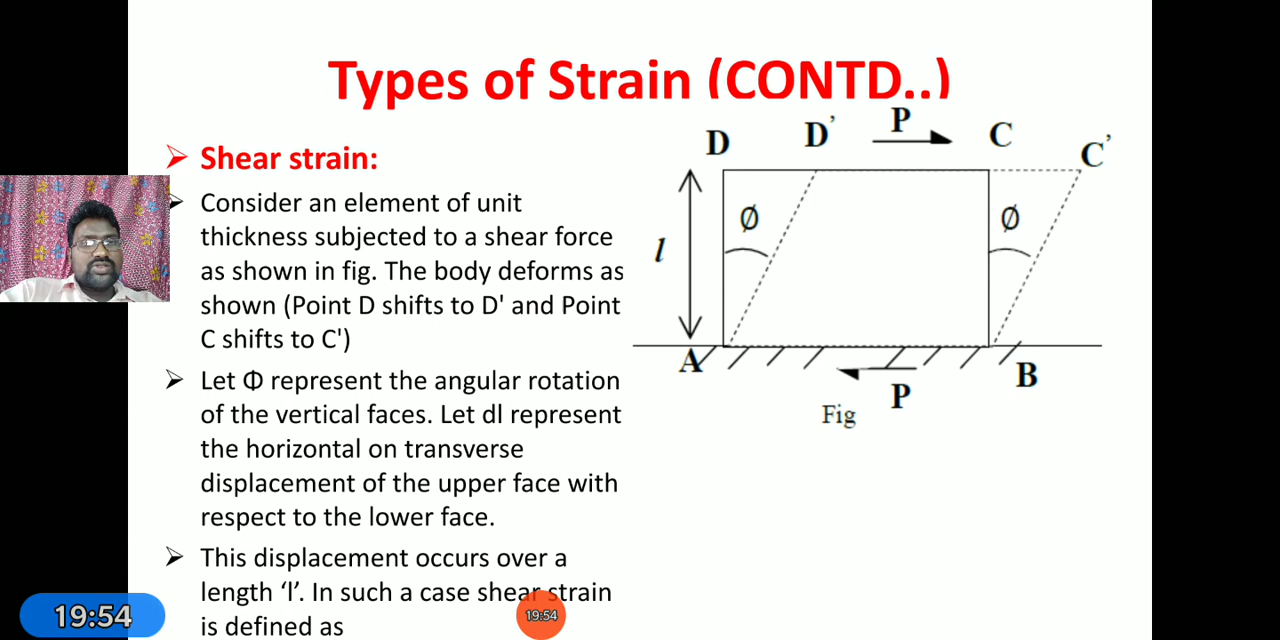 Types of Strain (CONTD..)
➢ Shear strain:
➢ Consider an element of unit
thickness subjected to a shear force
as shown in fig. The body deforms as
shown (Point D shifts to D' and Point
C shifts to C')
➢ Let Φ represent the angular rotation
of the vertical faces. Let dl represent
the horizontal on transverse
displacement of the upper face with
respect to the lower face.
➢ This displacement occurs over a
length ‘l’. In such a case shear strain
is defined as
D D’ P C C’
Ø Ø
l
A B
P
Fig
19:54
19:54